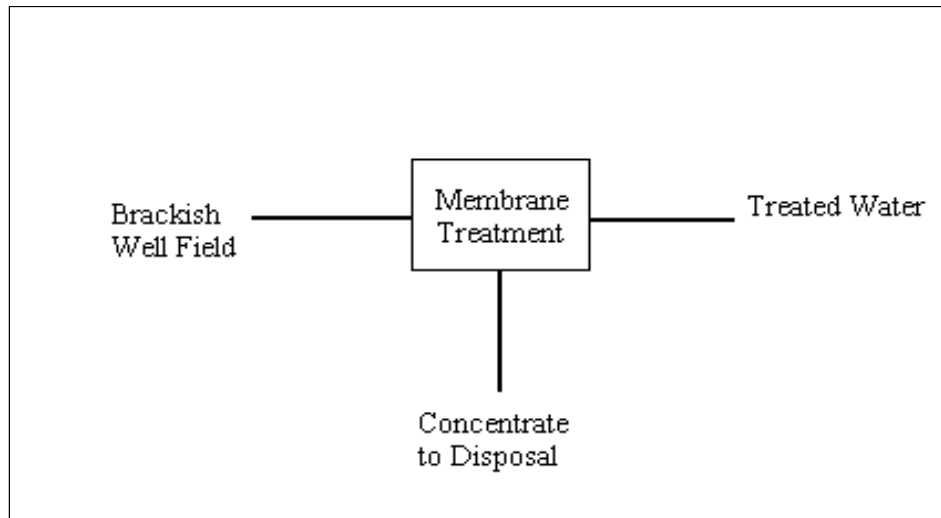 Brackish
Well Field
Membrane
Treatment
Treated Water
Concentrate
to Disposal